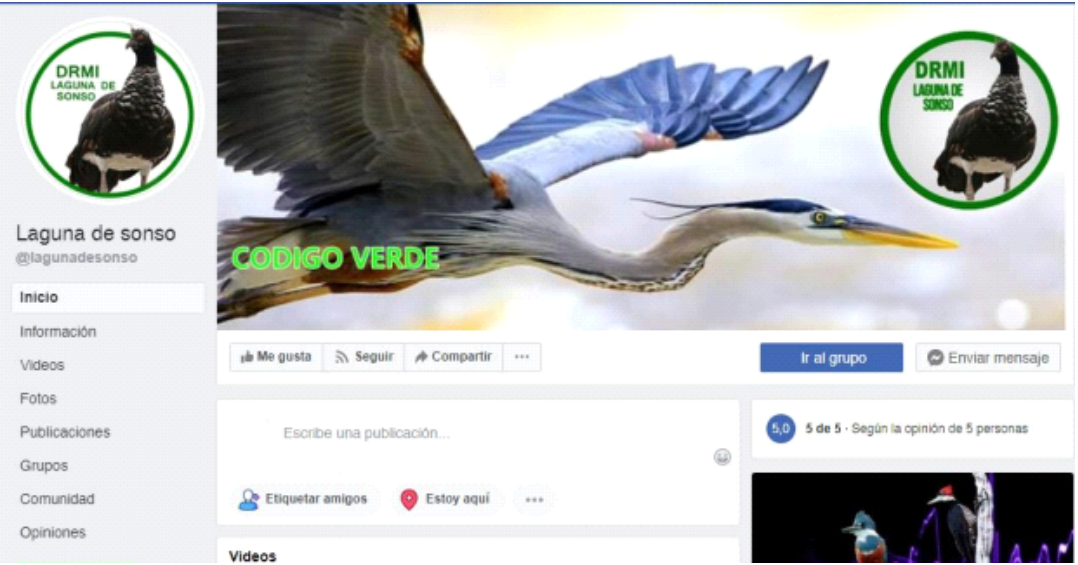 DRMI
LAGUNA DE
SONSO
DRMI
LAGUNA DE
SONSO
CODIGO VERDE
Laguna de sonso
@lagunadesonso
Inicio
Información
Videos
Fotos
Publicaciones
Grupos
Comunidad
Opiniones
Me gusta
Seguir
Compartir
Ir al grupo
Enviar mensaje
Escribe una publicación...
Etiquetar amigos
Estoy aquí
5,0
5 de 5 · Según la opinión de 5 personas
Videos